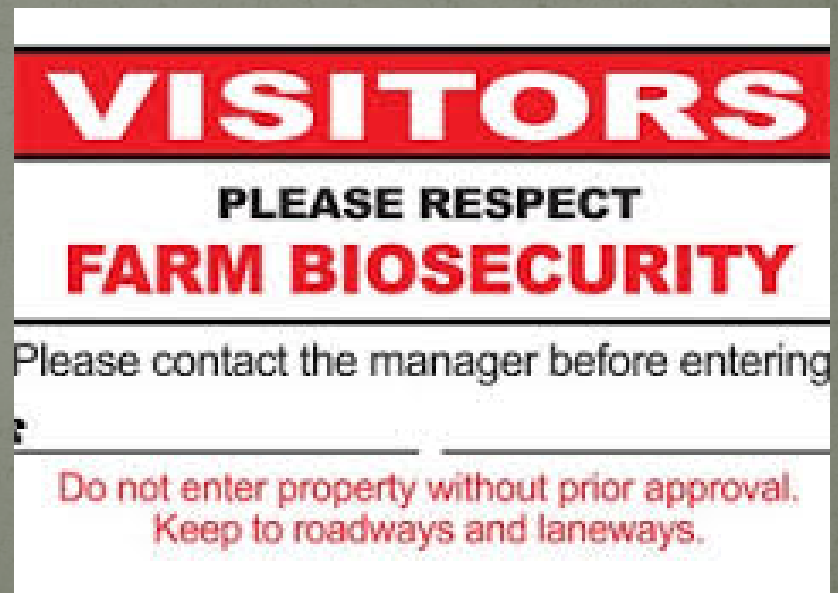 VISITORS
PLEASE RESPECT
FARM BIOSECURITY
Please contact the manager before entering
Do not enter property without prior approval.
Keep to roadways and laneways.